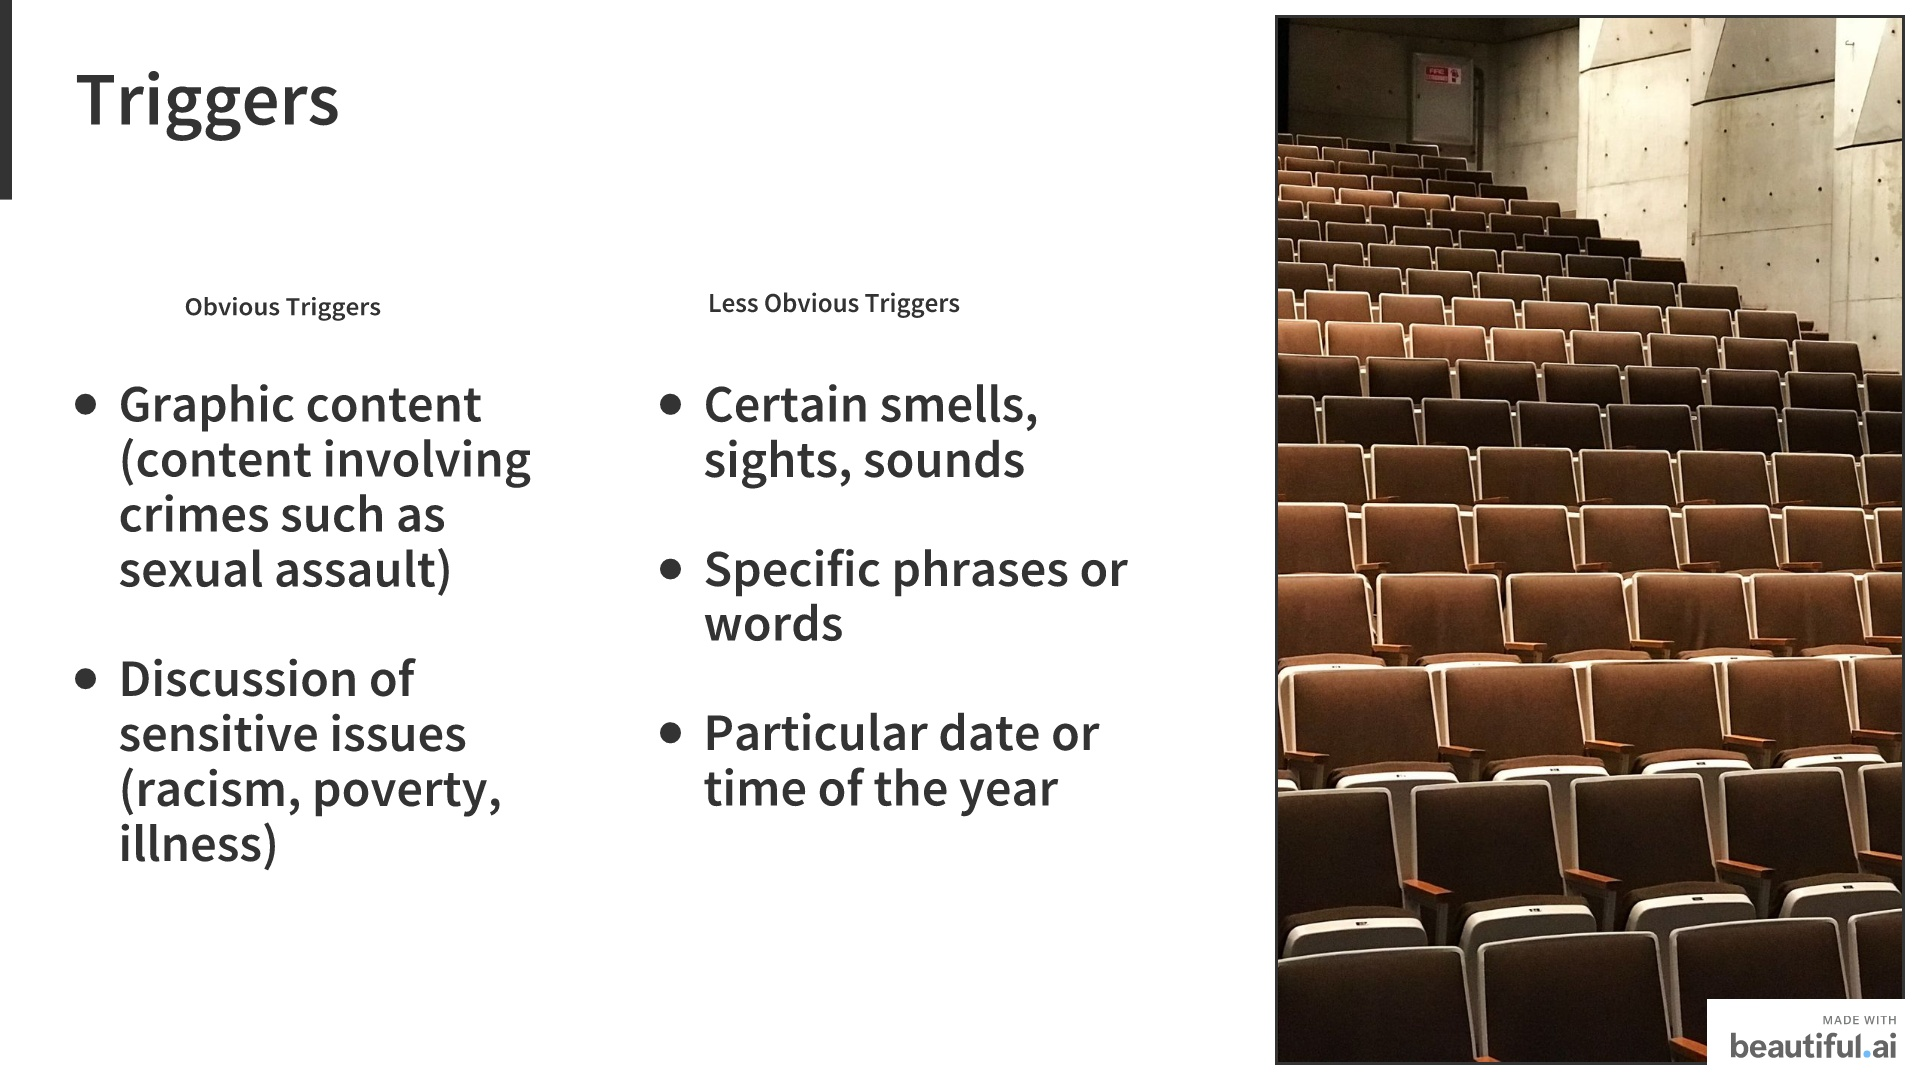 Triggers
Obvious Triggers
Graphic content
(content involving
crimes such as
sexual assault)
Discussion of
sensitive issues
(racism, poverty,
illness)
Less Obvious Triggers
Certain smells,
sights, sounds
Specific phrases or
words
Particular date or
time of the year
FIRE
MADE WITH
beautiful.ai